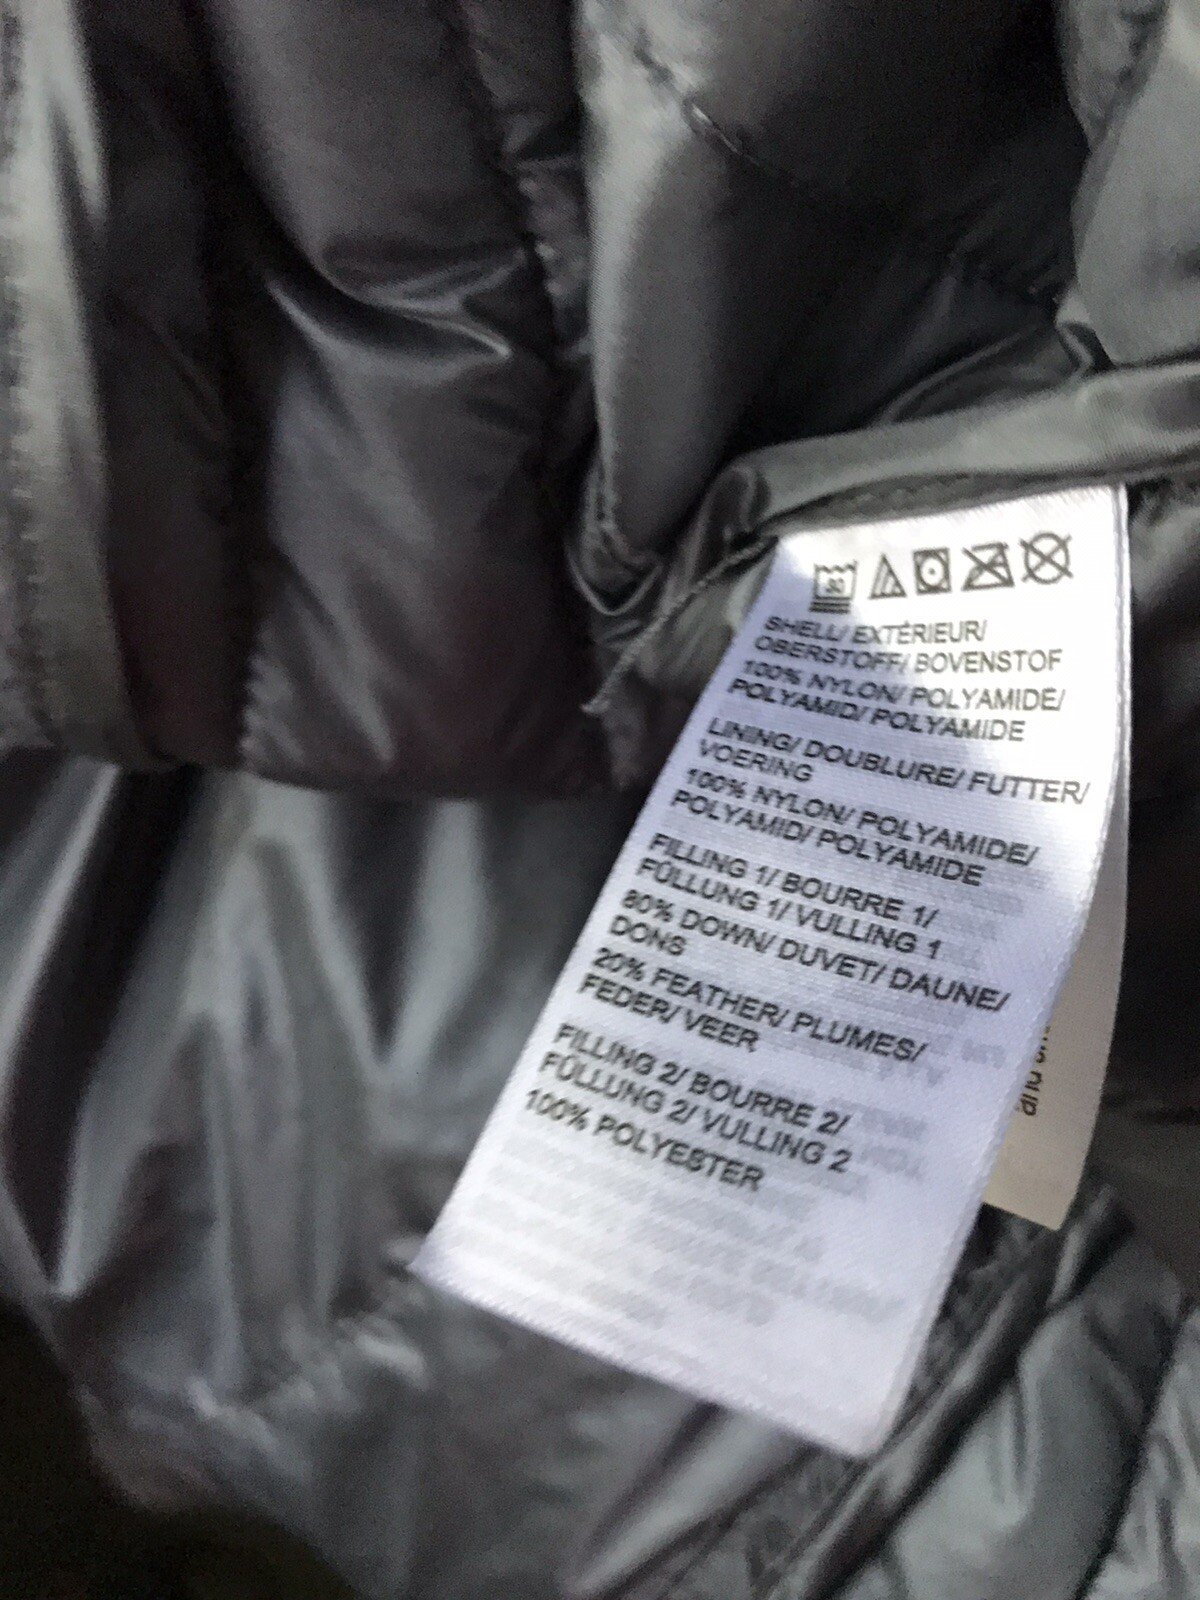 30
SHELL/ EXTÉRIEUR/
OBERSTOFF/ BOVENSTOF
100% NYLON/ POLYAMIDE/
POLYAMID/ POLYAMIDE
LINING/ DOUBLURE/ FUTTER/
VOERING
100% NYLON/ POLYAMIDE/
POLYAMID/ POLYAMIDE
FILLING 1/ BOURRE 1/
FÜLLUNG 1/ VULLING 1
80% DOWN/ DUVET/ DAUNE/
DONS
20% FEATHER/ PLUMES/
FEDER/ VEER
FILLING 2/ BOURRE 2/
FÜLLUNG 2/ VULLING 2
100% POLYESTER